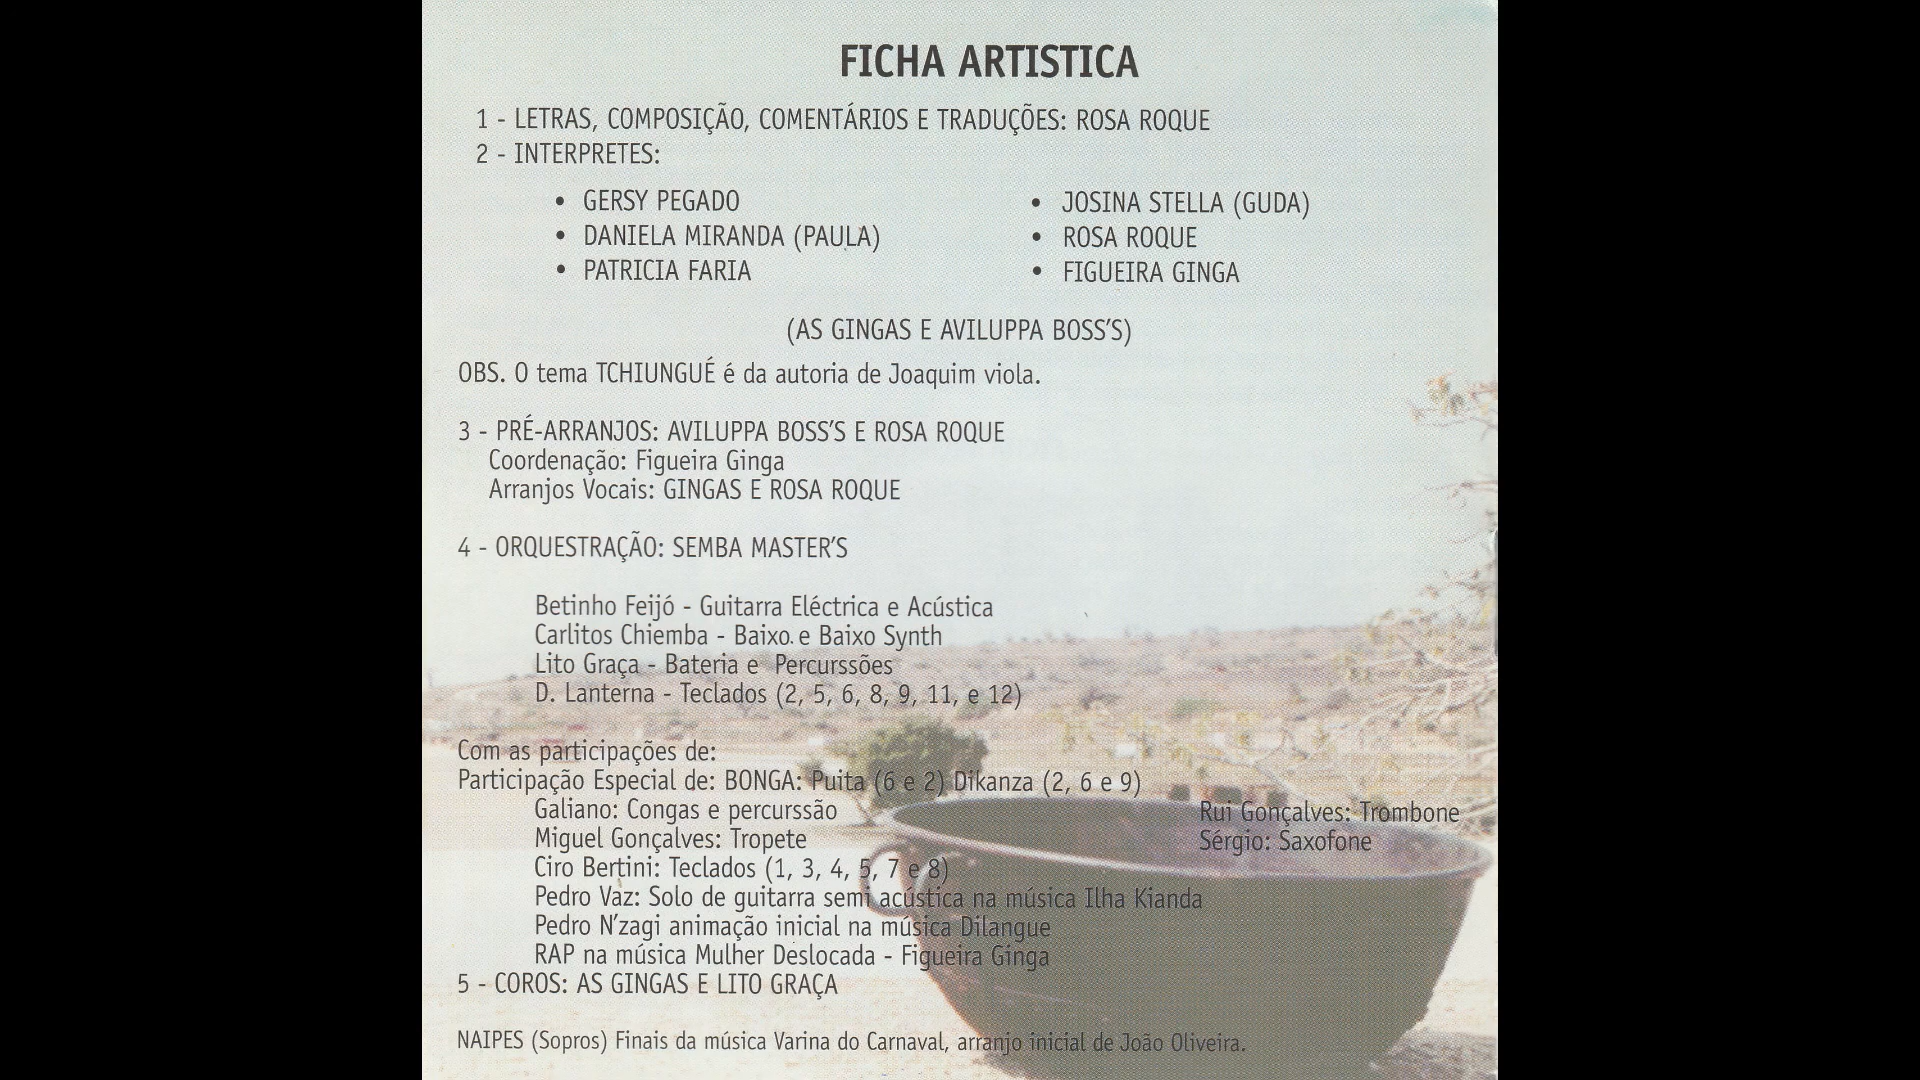 FICHA ARTISTICA
1 - LETRAS, COMPOSIÇÃO, COMENTÁRIOS E TRADUÇÕES: ROSA ROQUE
2 - INTERPRETES:
• GERSY PEGADO
• DANIELA MIRANDA (PAULA)
• PATRICIA FARIA
• JOSINA STELLA (GUDA)
• ROSA ROQUE
• FIGUEIRA GINGA
(AS GINGAS E AVILUPPA BOSS'S)
OBS. O tema TCHIUNGUÉ é da autoria de Joaquim viola.
3 - PRÉ-ARRANJOS: AVILUPPA BOSS'S E ROSA ROQUE
Coordenação: Figueira Ginga
Arranjos Vocais: GINGAS E ROSA ROQUE
4 - ORQUESTRAÇÃO: SEMBA MASTER'S
Betinho Feijó - Guitarra Eléctrica e Acústica
Carlitos Chiemba - Baixo e Baixo Synth
Lito Graça - Bateria e Percurssões
D. Lanterna - Teclados (2, 5, 6, 8, 9, 11, e 12)
Com as participações de:
Participação Especial de: BONGA: Puita (6 e 2) Dikanza (2, 6 e 9)
Galiano: Congas e percurssão
Miguel Gonçalves: Tropete
Rui Gonçalves: Trombone
Sérgio: Saxofone
Ciro Bertini: Teclados (1, 3, 4, 5, 7 e 8)
Pedro Vaz: Solo de guitarra semi acústica na música Ilha Kianda
Pedro N'zagi animação inicial na música Dilangue
RAP na música Mulher Deslocada - Figueira Ginga
5 - COROS: AS GINGAS E LITO GRAÇA
NAIPES (Sopros) Finais da música Varina do Carnaval, arranjo inicial de João Oliveira.